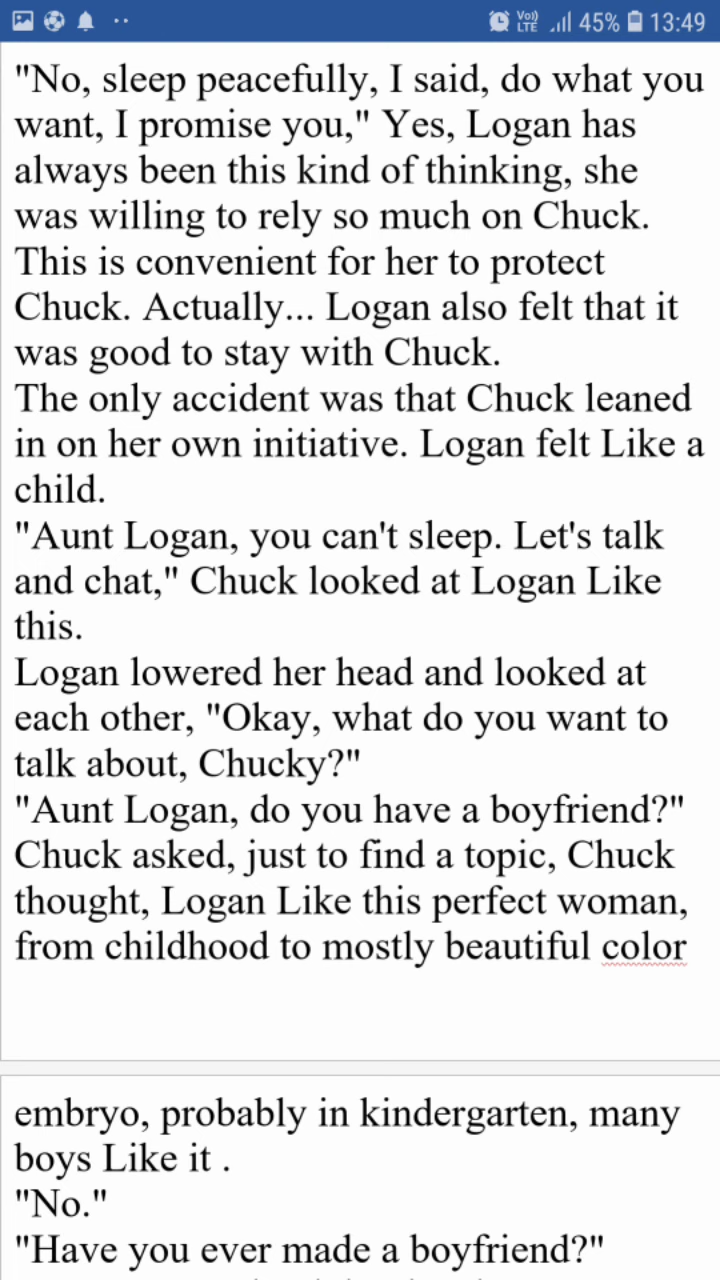 Vo)) LTE 45% 13:49
"No, sleep peacefully, I said, do what you
want, I promise you," Yes, Logan has
always been this kind of thinking, she
was willing to rely so much on Chuck.
This is convenient for her to protect
Chuck. Actually... Logan also felt that it
was good to stay with Chuck.
The only accident was that Chuck leaned
in on her own initiative. Logan felt Like a
child.
"Aunt Logan, you can't sleep. Let's talk
and chat," Chuck looked at Logan Like
this.
Logan lowered her head and looked at
each other, "Okay, what do you want to
talk about, Chucky?"
"Aunt Logan, do you have a boyfriend?"
Chuck asked, just to find a topic, Chuck
thought, Logan Like this perfect woman,
from childhood to mostly beautiful color
embryo, probably in kindergarten, many
boys Like it .
"No."
"Have you ever made a boyfriend?"